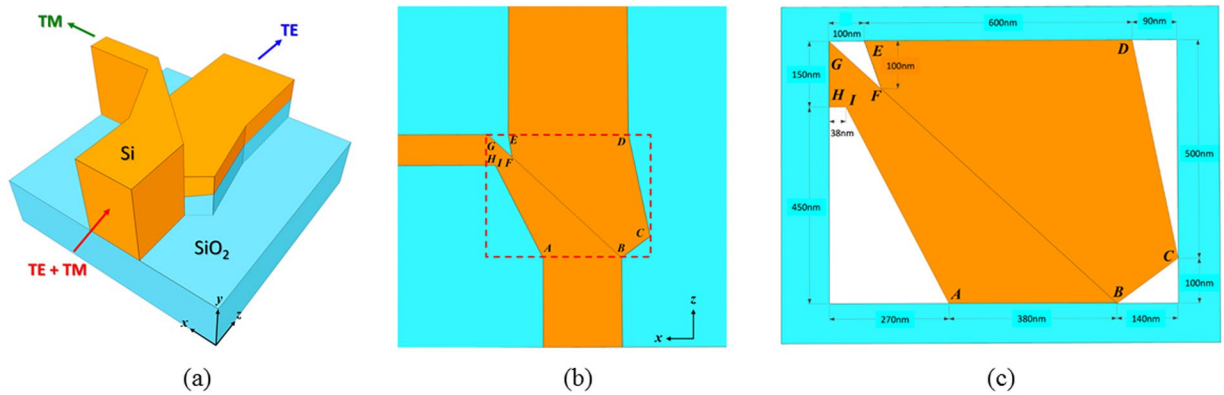 TM
TE
Si
TE + TM
SiO2
y
x
z
(a)
G
E
D
H
I
F
C
A
B
z
x
(b)
100nm
600nm
90nm
E
D
G
100nm
150nm
H
I
F
38nm
500nm
450nm
C
A
B
100nm
270nm
380nm
140nm
(c)